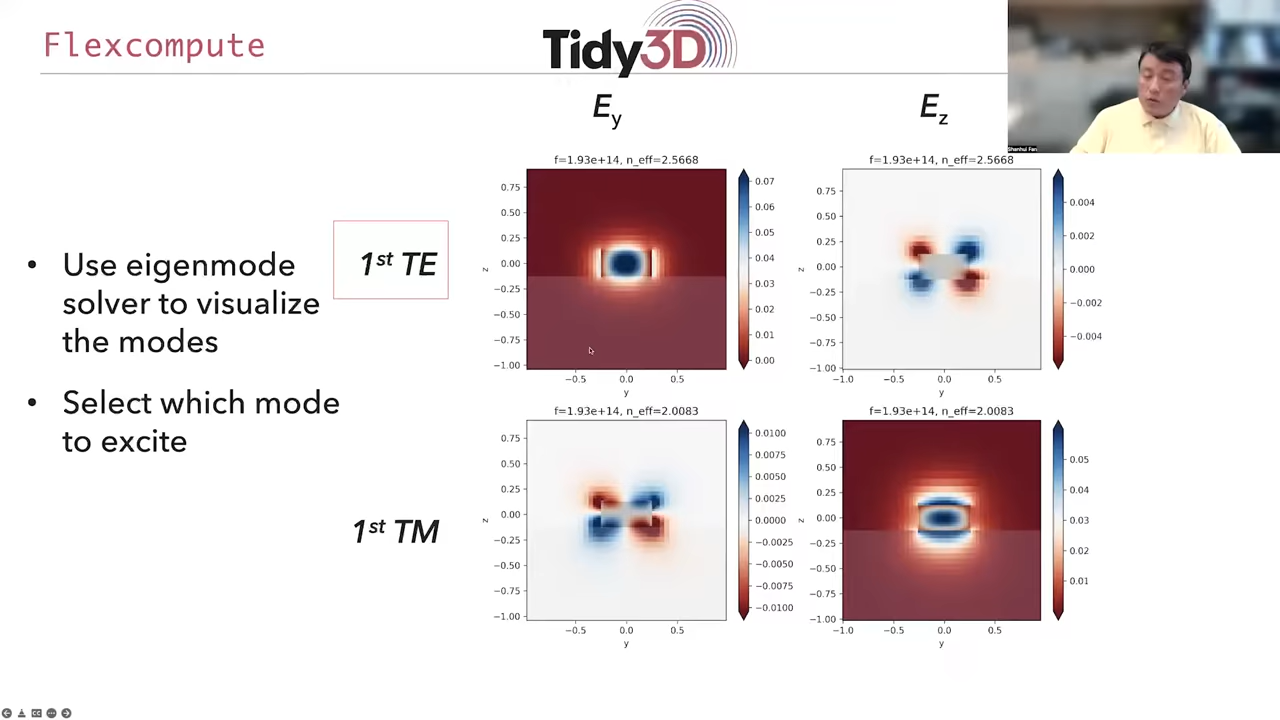 Flexcompute
Tidy3D
Shanhui Fan
Ey
Ez
• Use eigenmode
solver to visualize
the modes
• Select which mode
to excite
1st TE
1st TM
f=1.93e+14, n_eff=2.5668
0.75
0.50
0.25
0.00
−0.25
−0.50
−0.75
−1.00
z
−0.5 0.0 0.5
y
0.07
0.06
0.05
0.04
0.03
0.02
0.01
0.00
f=1.93e+14, n_eff=2.5668
0.75
0.50
0.25
0.00
−0.25
−0.50
−0.75
−1.00
z
−1.0 −0.5 0.0 0.5
y
0.004
0.002
0.000
−0.002
−0.004
f=1.93e+14, n_eff=2.0083
0.75
0.50
0.25
0.00
−0.25
−0.50
−0.75
−1.00
z
−0.5 0.0 0.5
y
0.0100
0.0075
0.0050
0.0025
0.0000
−0.0025
−0.0050
−0.0075
−0.0100
f=1.93e+14, n_eff=2.0083
0.75
0.50
0.25
0.00
−0.25
−0.50
−0.75
−1.00
z
−1.0 −0.5 0.0 0.5
y
0.05
0.04
0.03
0.02
0.01